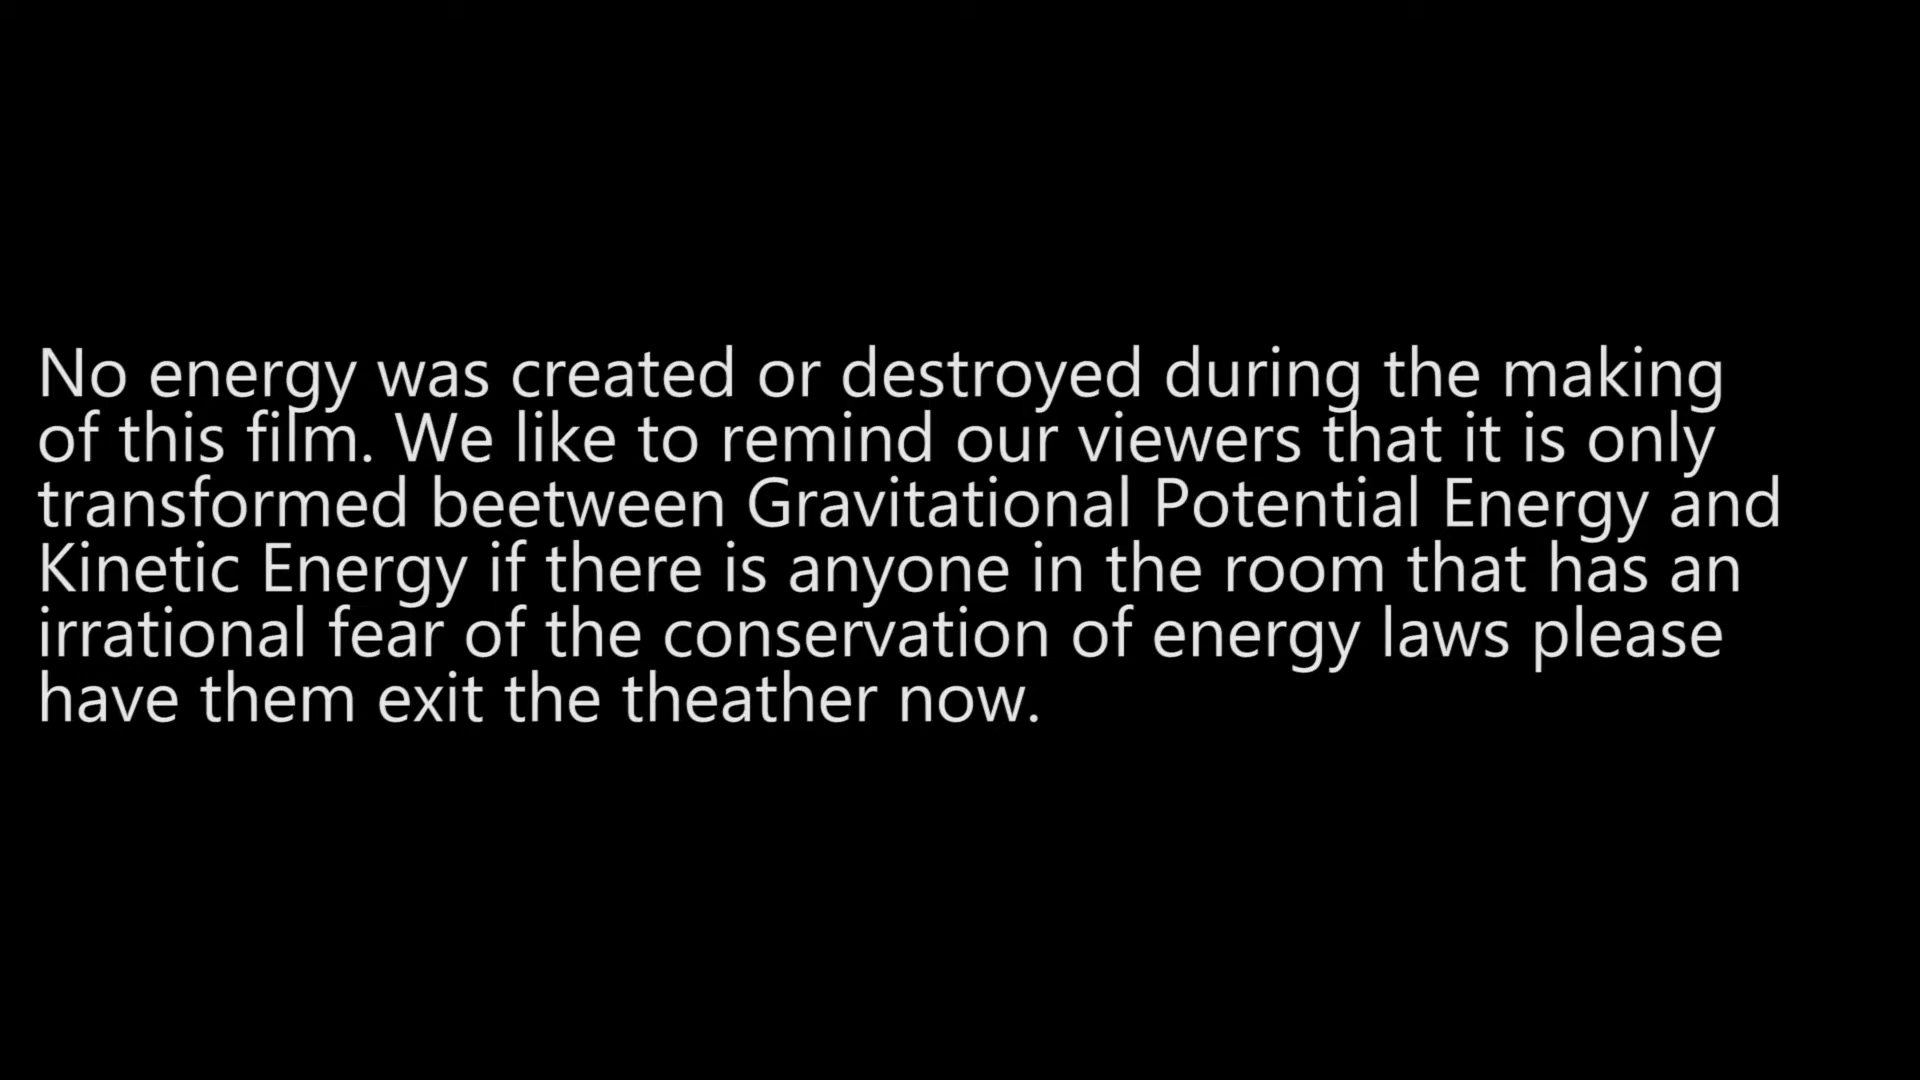 No energy was created or destroyed during the making
of this film. We like to remind our viewers that it is only
transformed beetween Gravitational Potential Energy and
Kinetic Energy if there is anyone in the room that has an
irrational fear of the conservation of energy laws please
have them exit the theather now.